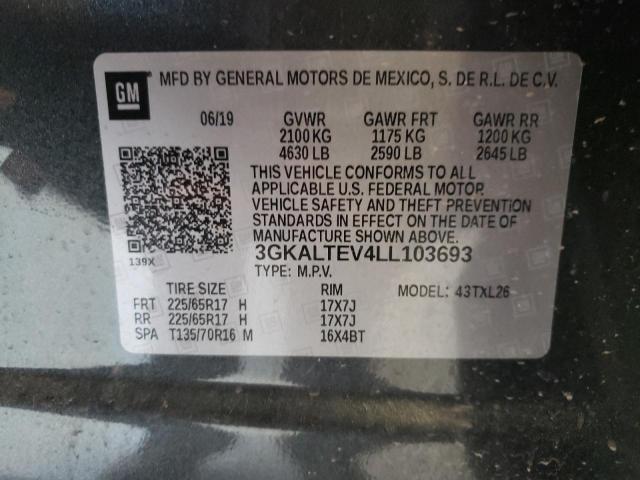 GM MFD BY GENERAL MOTORS DE MEXICO, S. DE R.L. DE C.V.
06/19 GVWR GAWR FRT GAWR RR
2100 KG 1175 KG 1200 KG
4630 LB 2590 LB 2645 LB
THIS VEHICLE CONFORMS TO ALL
APPLICABLE U.S. FEDERAL MOTOR
VEHICLE SAFETY AND THEFT PREVENTION
STANDARDS IN EFFECT ON THE DATE OF
MANUFACTURE SHOWN ABOVE.
139X 3GKALTEV4LL103693
TYPE: M.P.V.
TIRE SIZE RIM MODEL: 43TXL26
FRT 225/65R17 H 17X7J
RR 225/65R17 H 17X7J
SPA T135/70R16 M 16X4BT